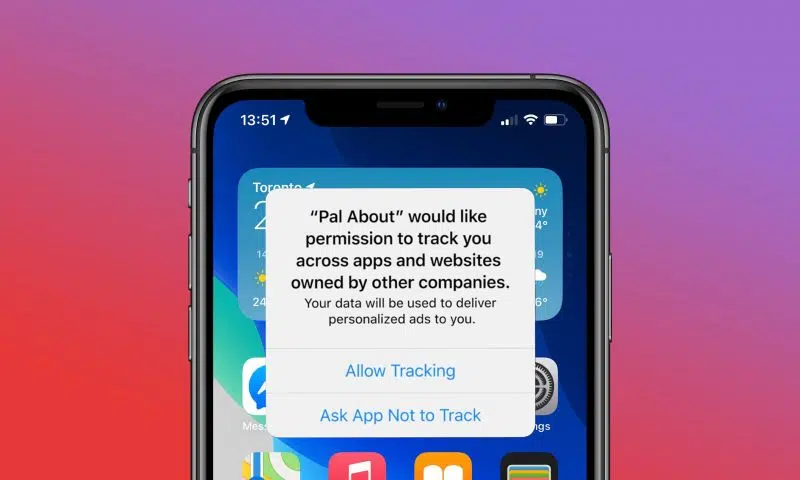 13:51
Toronto
2
ny
4°
19
“Pal About” would like
permission to track you
across apps and websites
owned by other companies.
Your data will be used to deliver
personalized ads to you.
24
6°
Allow Tracking
Ask App Not to Track
Mess
ngs